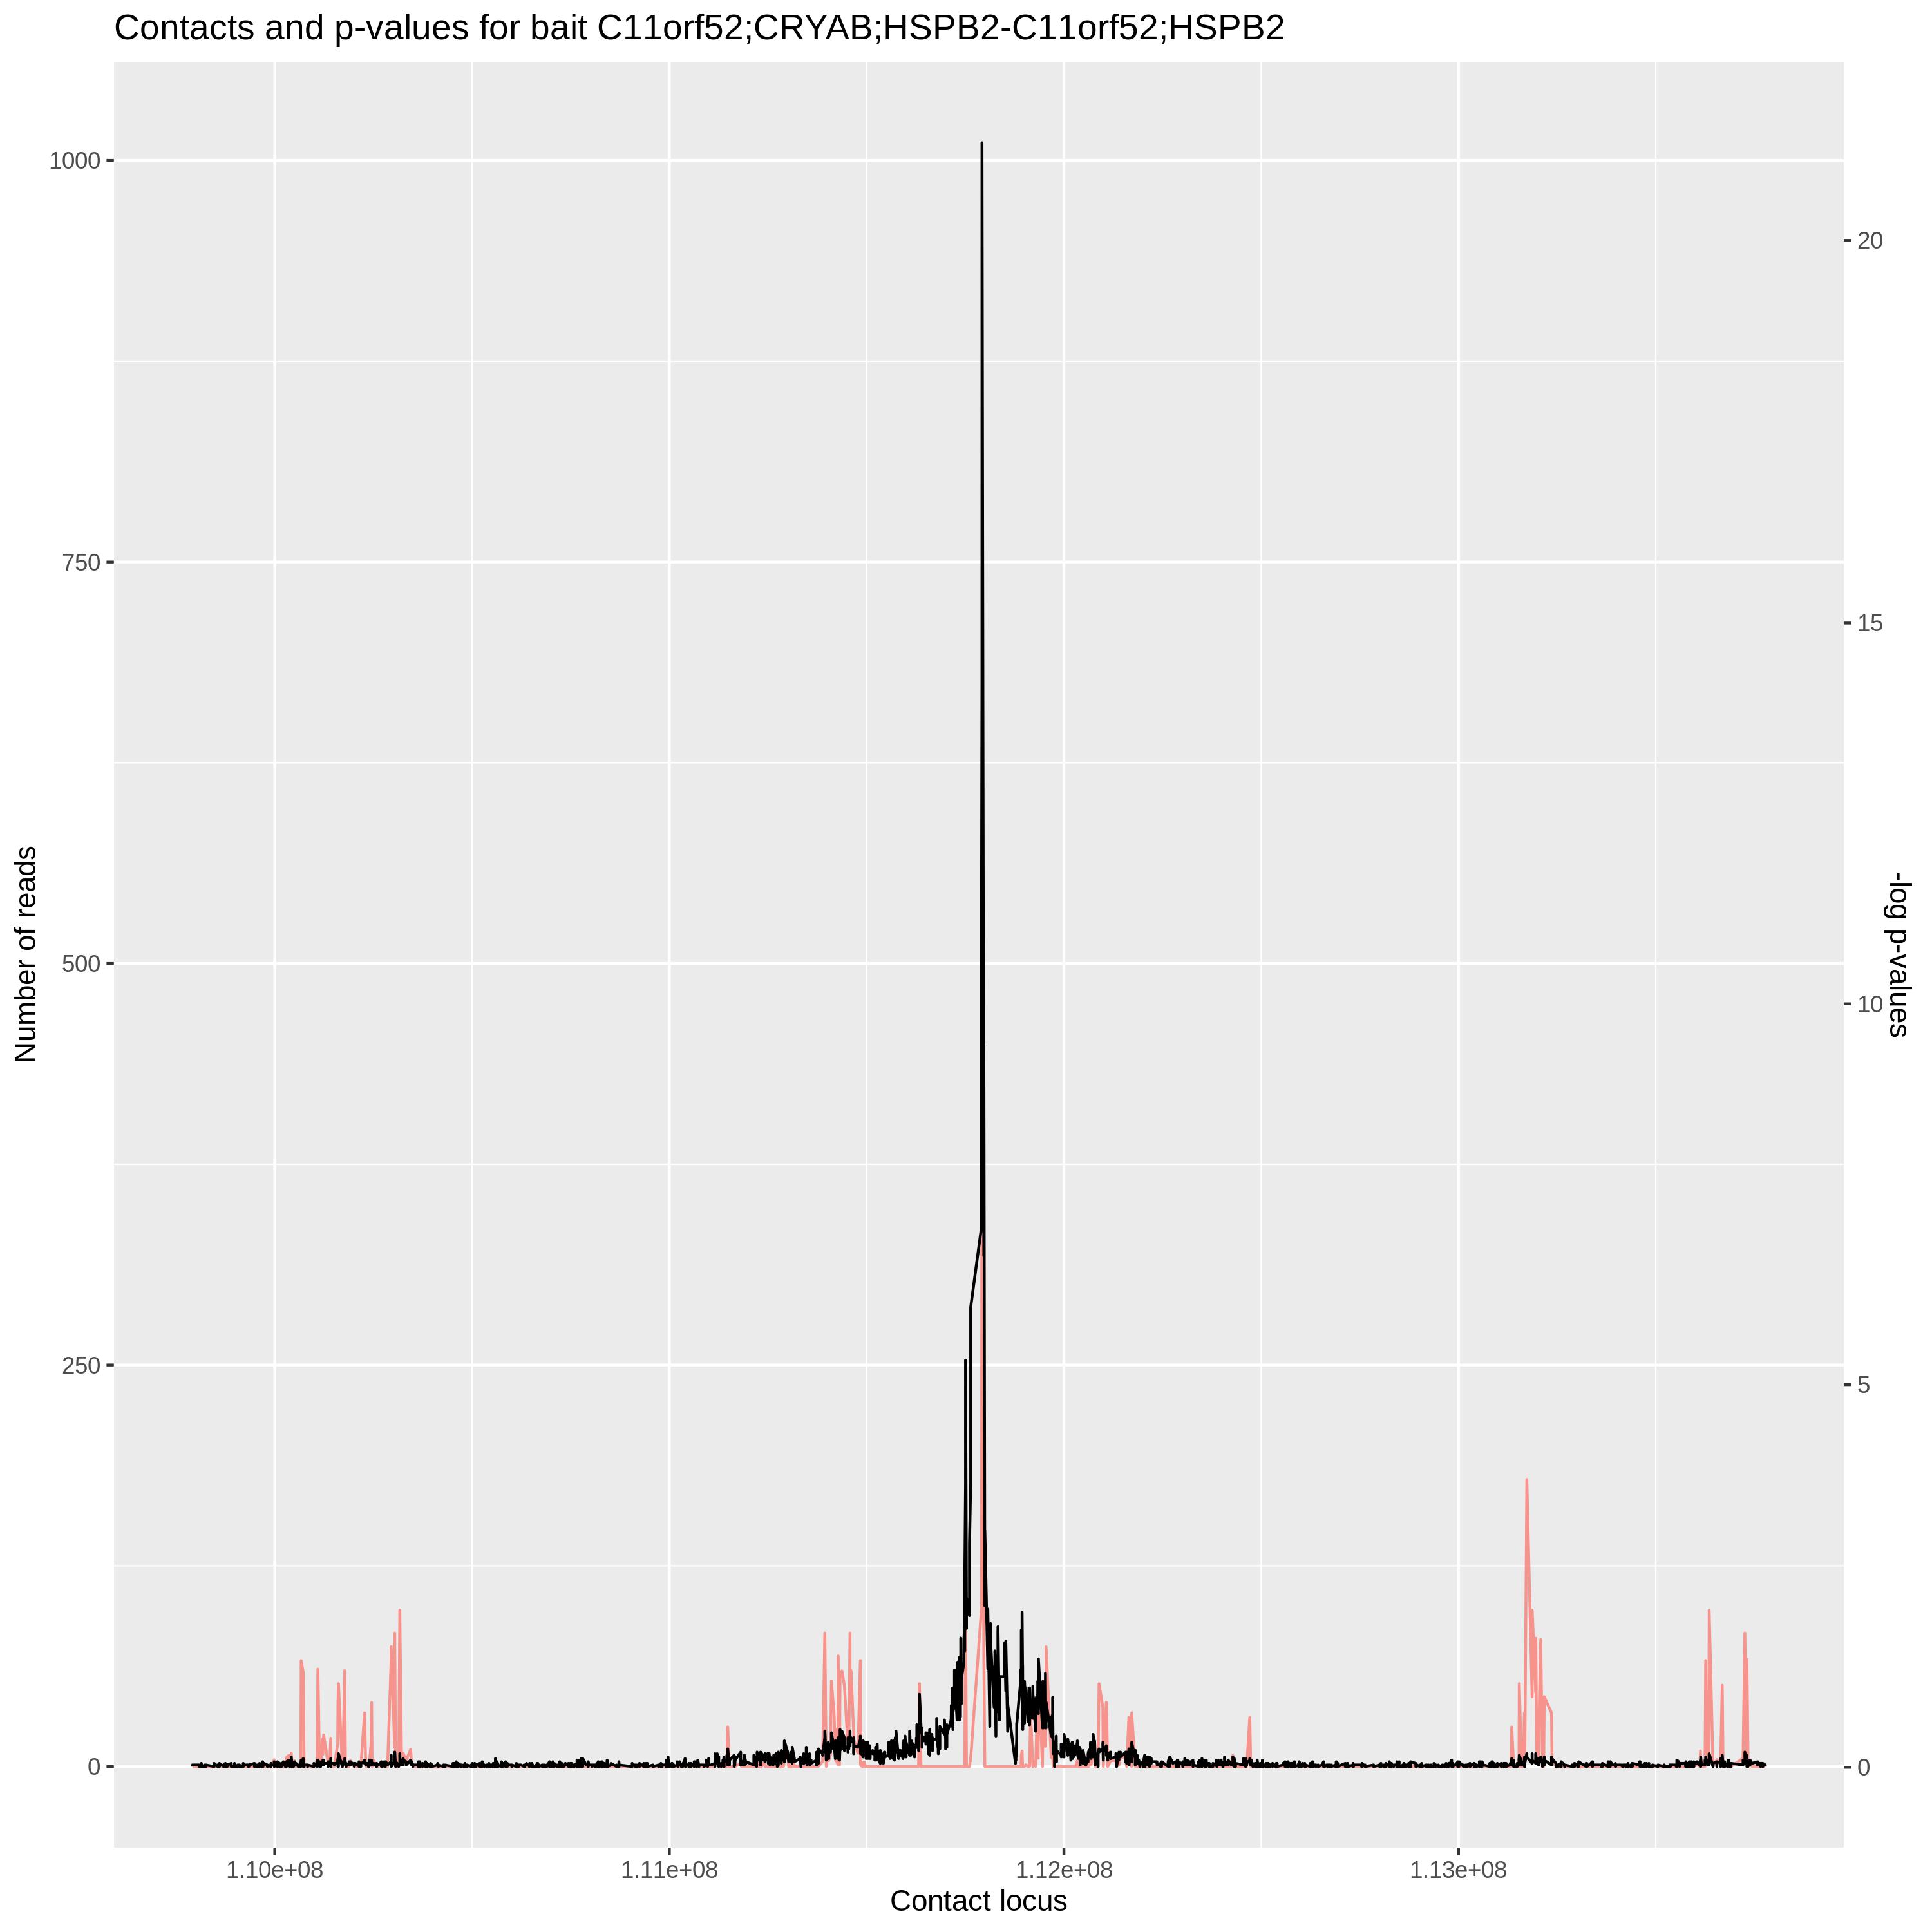 Contacts and p-values for bait C11orf52;CRYAB;HSPB2-C11orf52;HSPB2
1000
750
500
250
0
Number of reads
20
15
10
5
0
-log p-values
1.10e+08
1.11e+08
1.12e+08
1.13e+08
Contact locus